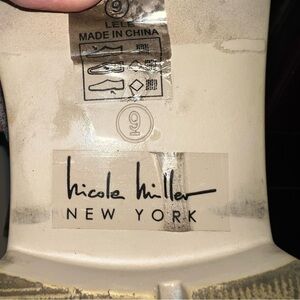 9
LELE
MADE IN CHINA
9
Nicole Miller
NEW YORK